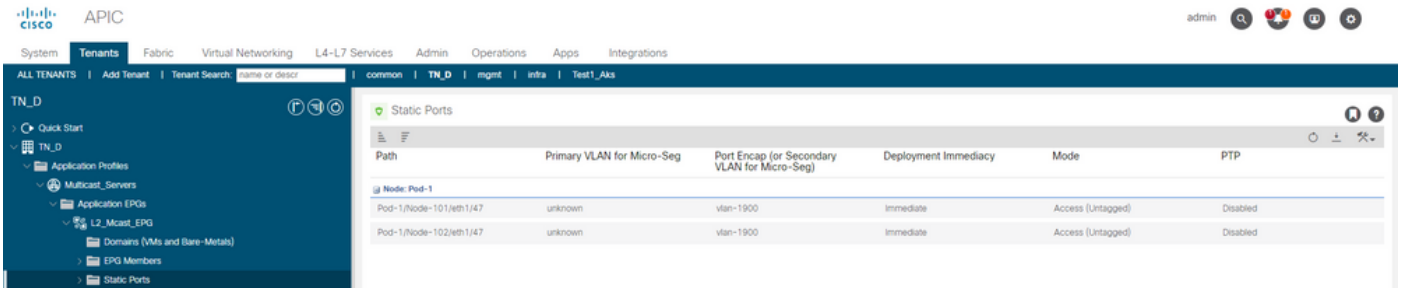 CISCO APIC admin
System Tenants Fabric Virtual Networking L4-L7 Services Admin Operations Apps Integrations
ALL TENANTS | Add Tenant | Tenant Search: name or descr | common | TN_D | mgmt | infra | Test1_Aks
TN_D
Quick Start
TN_D
Application Profiles
Multicast_Servers
Application EPGs
L2_Mcast_EPG
Domains (VMs and Bare-Metals)
EPG Members
Static Ports
Static Ports
Path Primary VLAN for Micro-Seg Port Encap (or Secondary Deployment Immediacy Mode PTP
VLAN for Micro-Seg)
Node: Pod-1
Pod-1/Node-101/eth1/47 unknown vlan-1900 Immediate Access (Untagged) Disabled
Pod-1/Node-102/eth1/47 unknown vlan-1900 Immediate Access (Untagged) Disabled